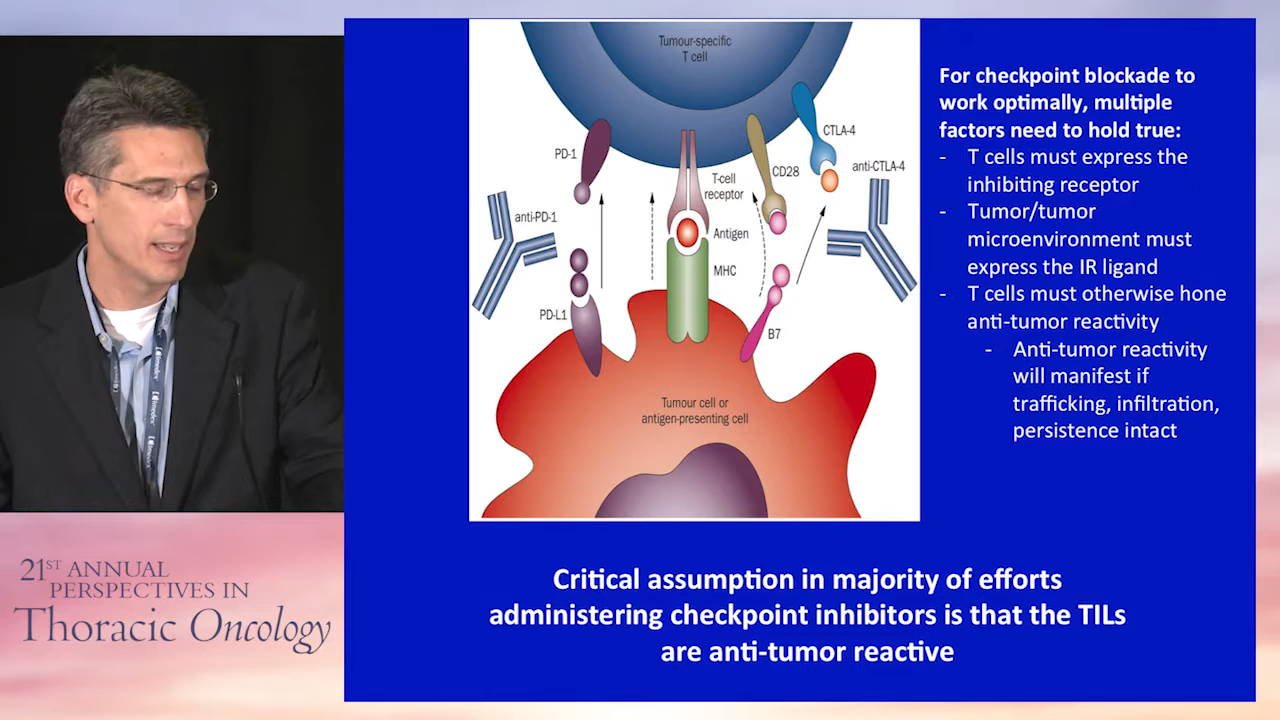 Tumour-specific
T cell
PD-1
CTLA-4
CD28
T-cell
receptor
anti-CTLA-4
anti-PD-1
Antigen
MHC
PD-L1
B7
Tumour cell or
antigen-presenting cell
For checkpoint blockade to
work optimally, multiple
factors need to hold true:
- T cells must express the
inhibiting receptor
- Tumor/tumor
microenvironment must
express the IR ligand
- T cells must otherwise hone
anti-tumor reactivity
- Anti-tumor reactivity
will manifest if
trafficking, infiltration,
persistence intact
Critical assumption in majority of efforts
administering checkpoint inhibitors is that the TILs
are anti-tumor reactive
21ST ANNUAL
PERSPECTIVES IN
Thoracic Oncology